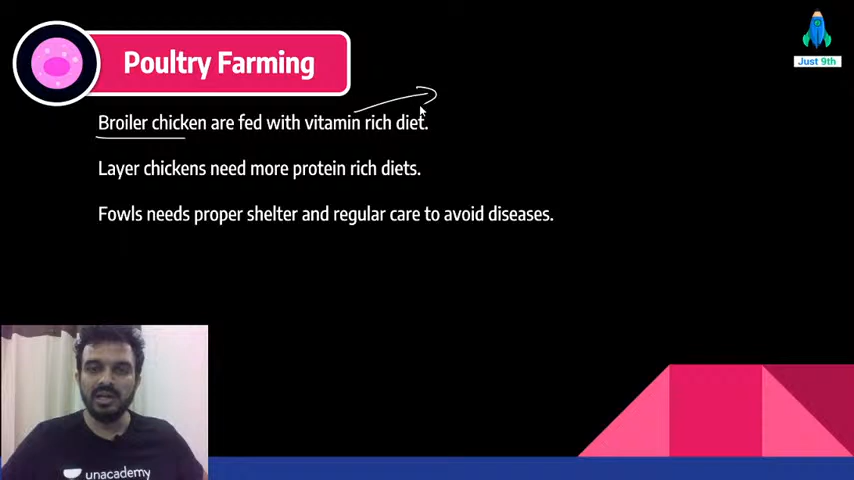 Poultry Farming
Just 9th
Broiler chicken are fed with vitamin rich diet.
Layer chickens need more protein rich diets.
Fowls needs proper shelter and regular care to avoid diseases.
unacademy